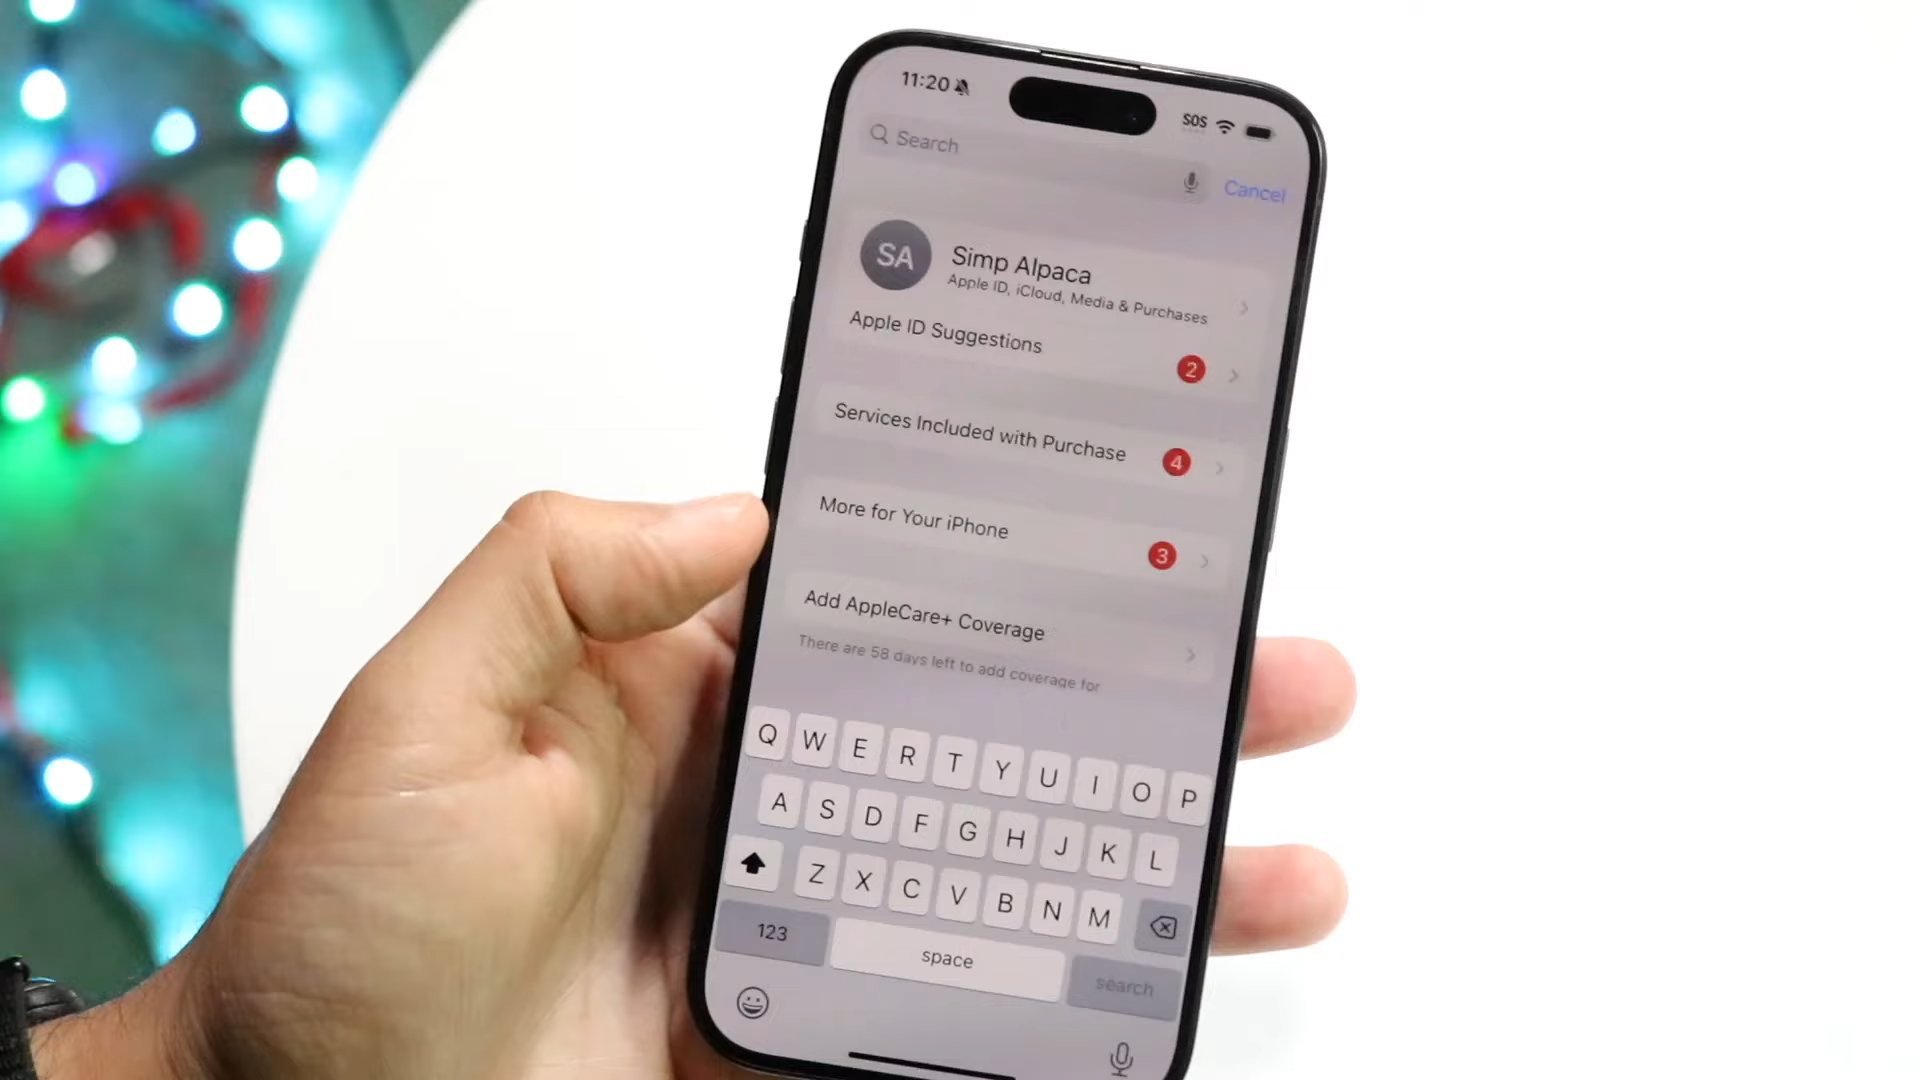 11:20
SOS
Search
Cancel
SA
Simp Alpaca
Apple ID, iCloud, Media & Purchases
Apple ID Suggestions
2
Services Included with Purchase
4
More for Your iPhone
3
Add AppleCare+ Coverage
There are 58 days left to add coverage for
Q W E R T Y U I O P
A S D F G H J K L
Z X C V B N M
123
space
search